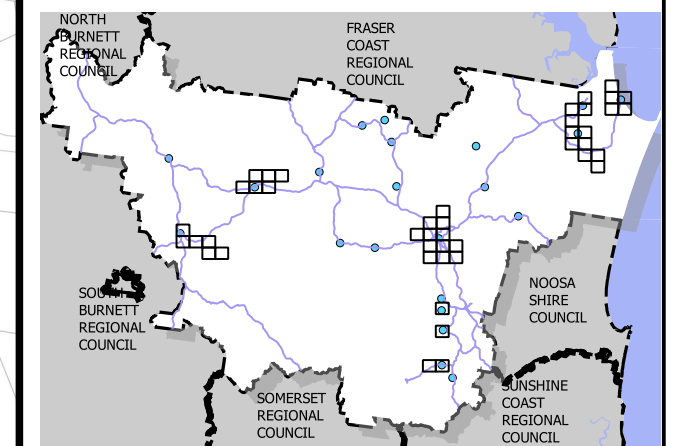 NORTH
BURNETT
REGIONAL
COUNCIL
FRASER
COAST
REGIONAL
COUNCIL
SOUTH
BURNETT
REGIONAL
COUNCIL
NOOSA
SHIRE
COUNCIL
SOMERSET
REGIONAL
COUNCIL
SUNSHINE
COAST
REGIONAL
COUNCIL